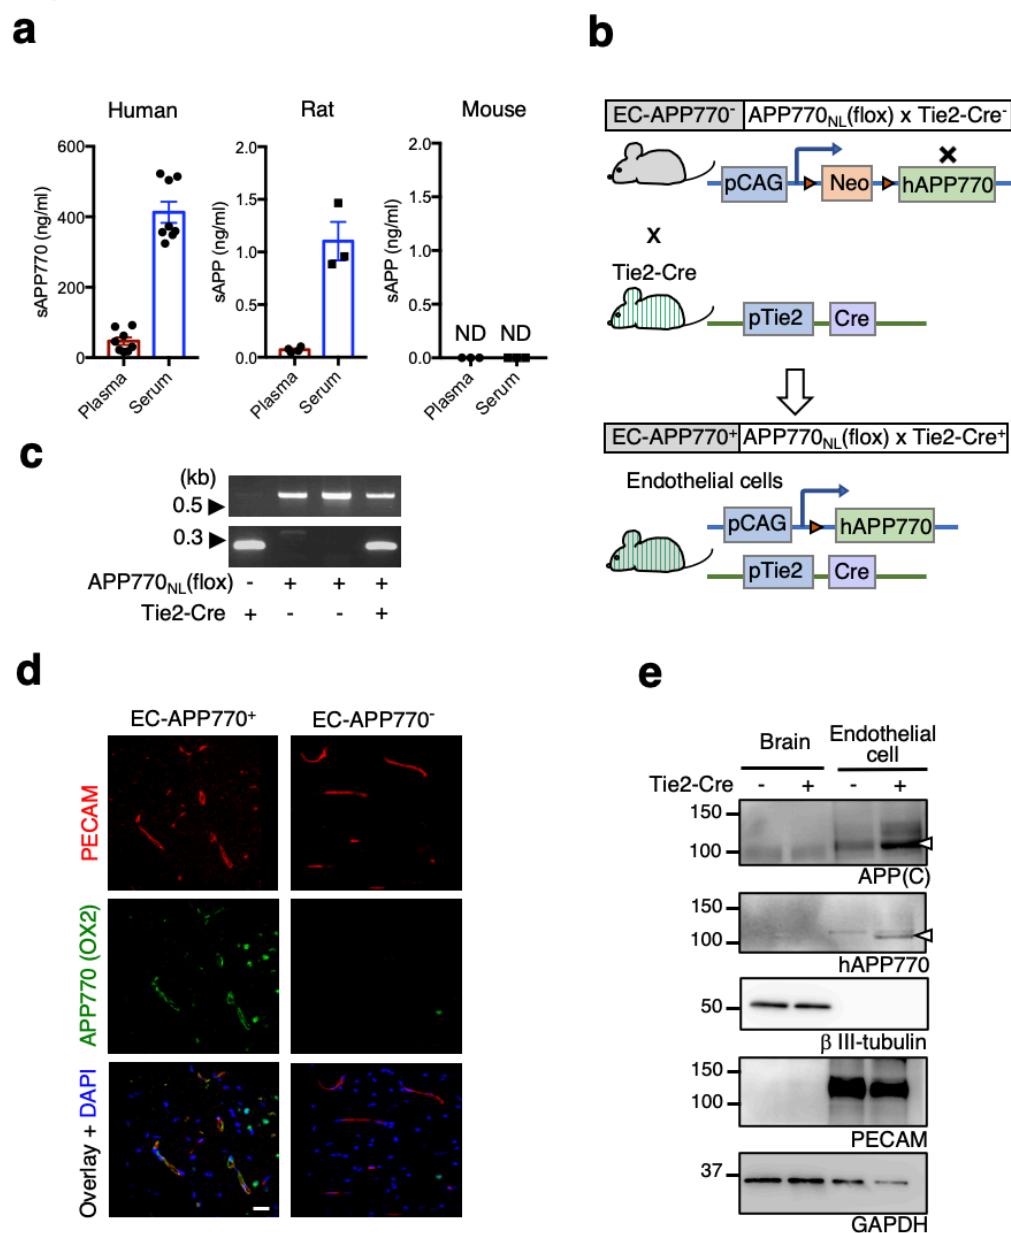 a
Human
Rat
Mouse
sAPP770 (ng/ml)
600
400
200
0
Plasma
Serum
sAPP (ng/ml)
2.0
1.5
1.0
0.5
0.0
Plasma
Serum
sAPP (ng/ml)
2.0
1.5
1.0
0.5
0.0
ND ND
Plasma
Serum
b
EC-APP770- APP770NL(flox) x Tie2-Cre-
pCAG Neo hAPP770
x
Tie2-Cre
pTie2 Cre
EC-APP770+ APP770NL(flox) x Tie2-Cre+
Endothelial cells
pCAG hAPP770
pTie2 Cre
c
(kb)
0.5
0.3
APP770NL(flox) - + + +
Tie2-Cre + - - +
d
EC-APP770+ EC-APP770-
PECAM
APP770 (OX2)
Overlay + DAPI
e
Brain Endothelial cell
Tie2-Cre - + - +
150
100
APP(C)
150
100
hAPP770
50
β III-tubulin
150
100
PECAM
37
GAPDH